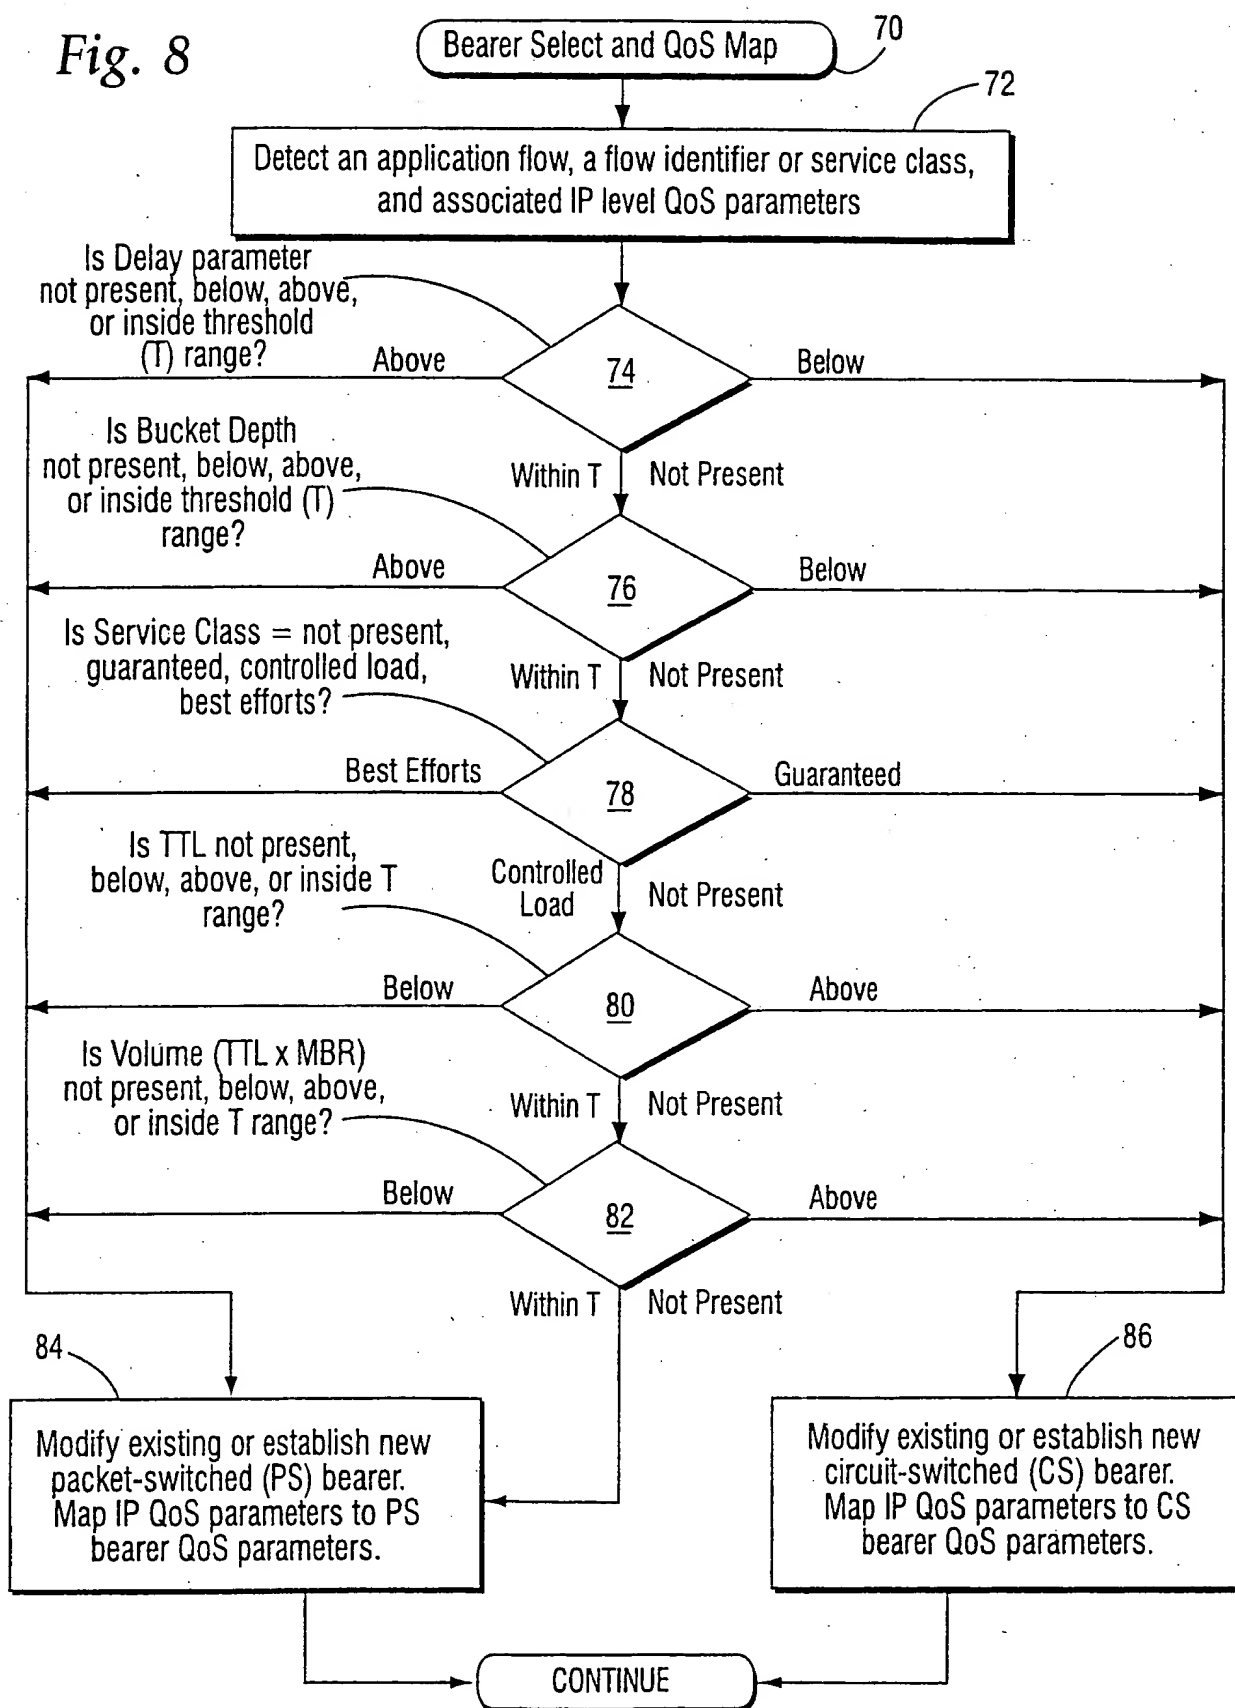 Fig. 8
Bearer Select and QoS Map
70
72
Detect an application flow, a flow identifier or service class,
and associated IP level QoS parameters
Is Delay parameter
not present, below, above,
or inside threshold
(T) range?
Above
74
Below
Within T
Not Present
Is Bucket Depth
not present, below, above,
or inside threshold (T)
range?
Above
76
Below
Within T
Not Present
Is Service Class = not present,
guaranteed, controlled load,
best efforts?
Best Efforts
78
Guaranteed
Controlled
Load
Not Present
Is TTL not present,
below, above, or inside T
range?
Below
80
Above
Within T
Not Present
Is Volume (TTL x MBR)
not present, below, above,
or inside T range?
Below
82
Above
Within T
Not Present
84
Modify existing or establish new
packet-switched (PS) bearer.
Map IP QoS parameters to PS
bearer QoS parameters.
86
Modify existing or establish new
circuit-switched (CS) bearer.
Map IP QoS parameters to CS
bearer QoS parameters.
CONTINUE